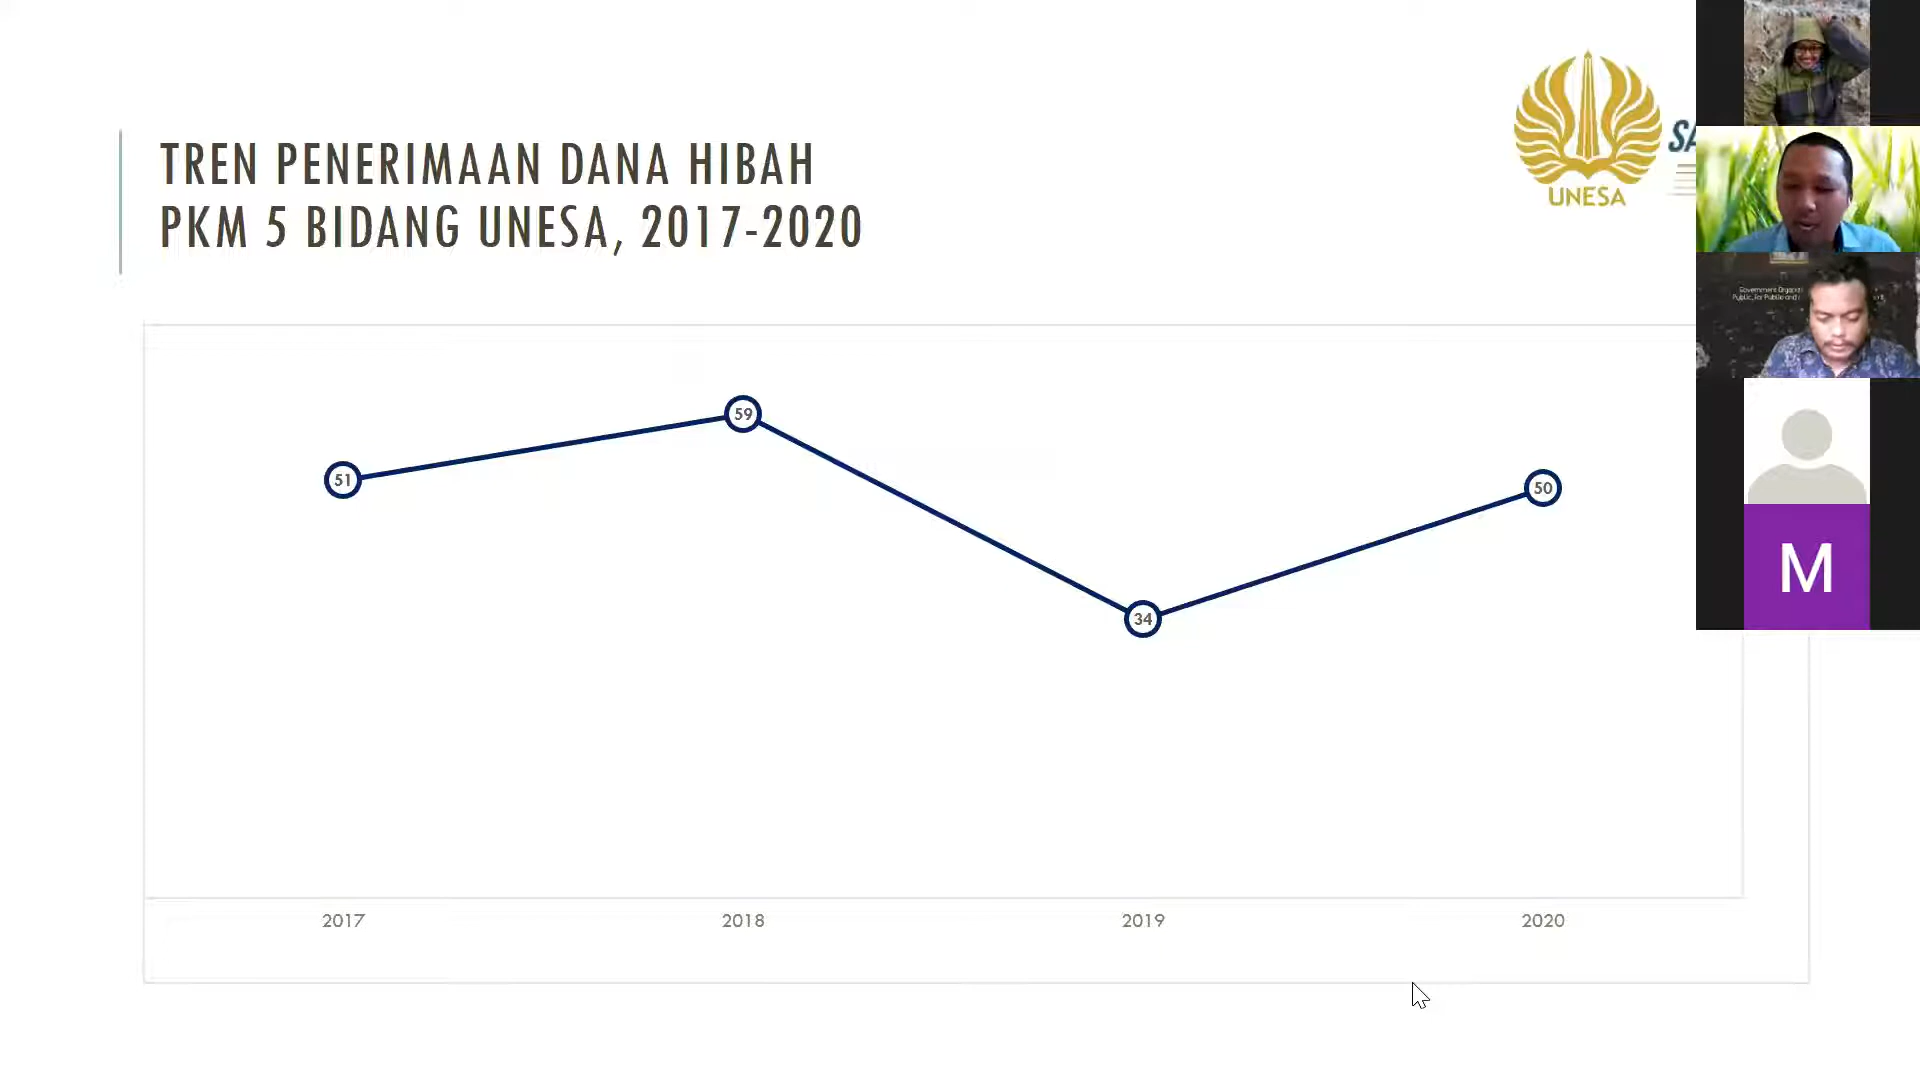 TREN PENERIMAAN DANA HIBAH
PKM 5 BIDANG UNESA, 2017-2020
UNESA
SA
51
59
34
50
2017
2018
2019
2020
M